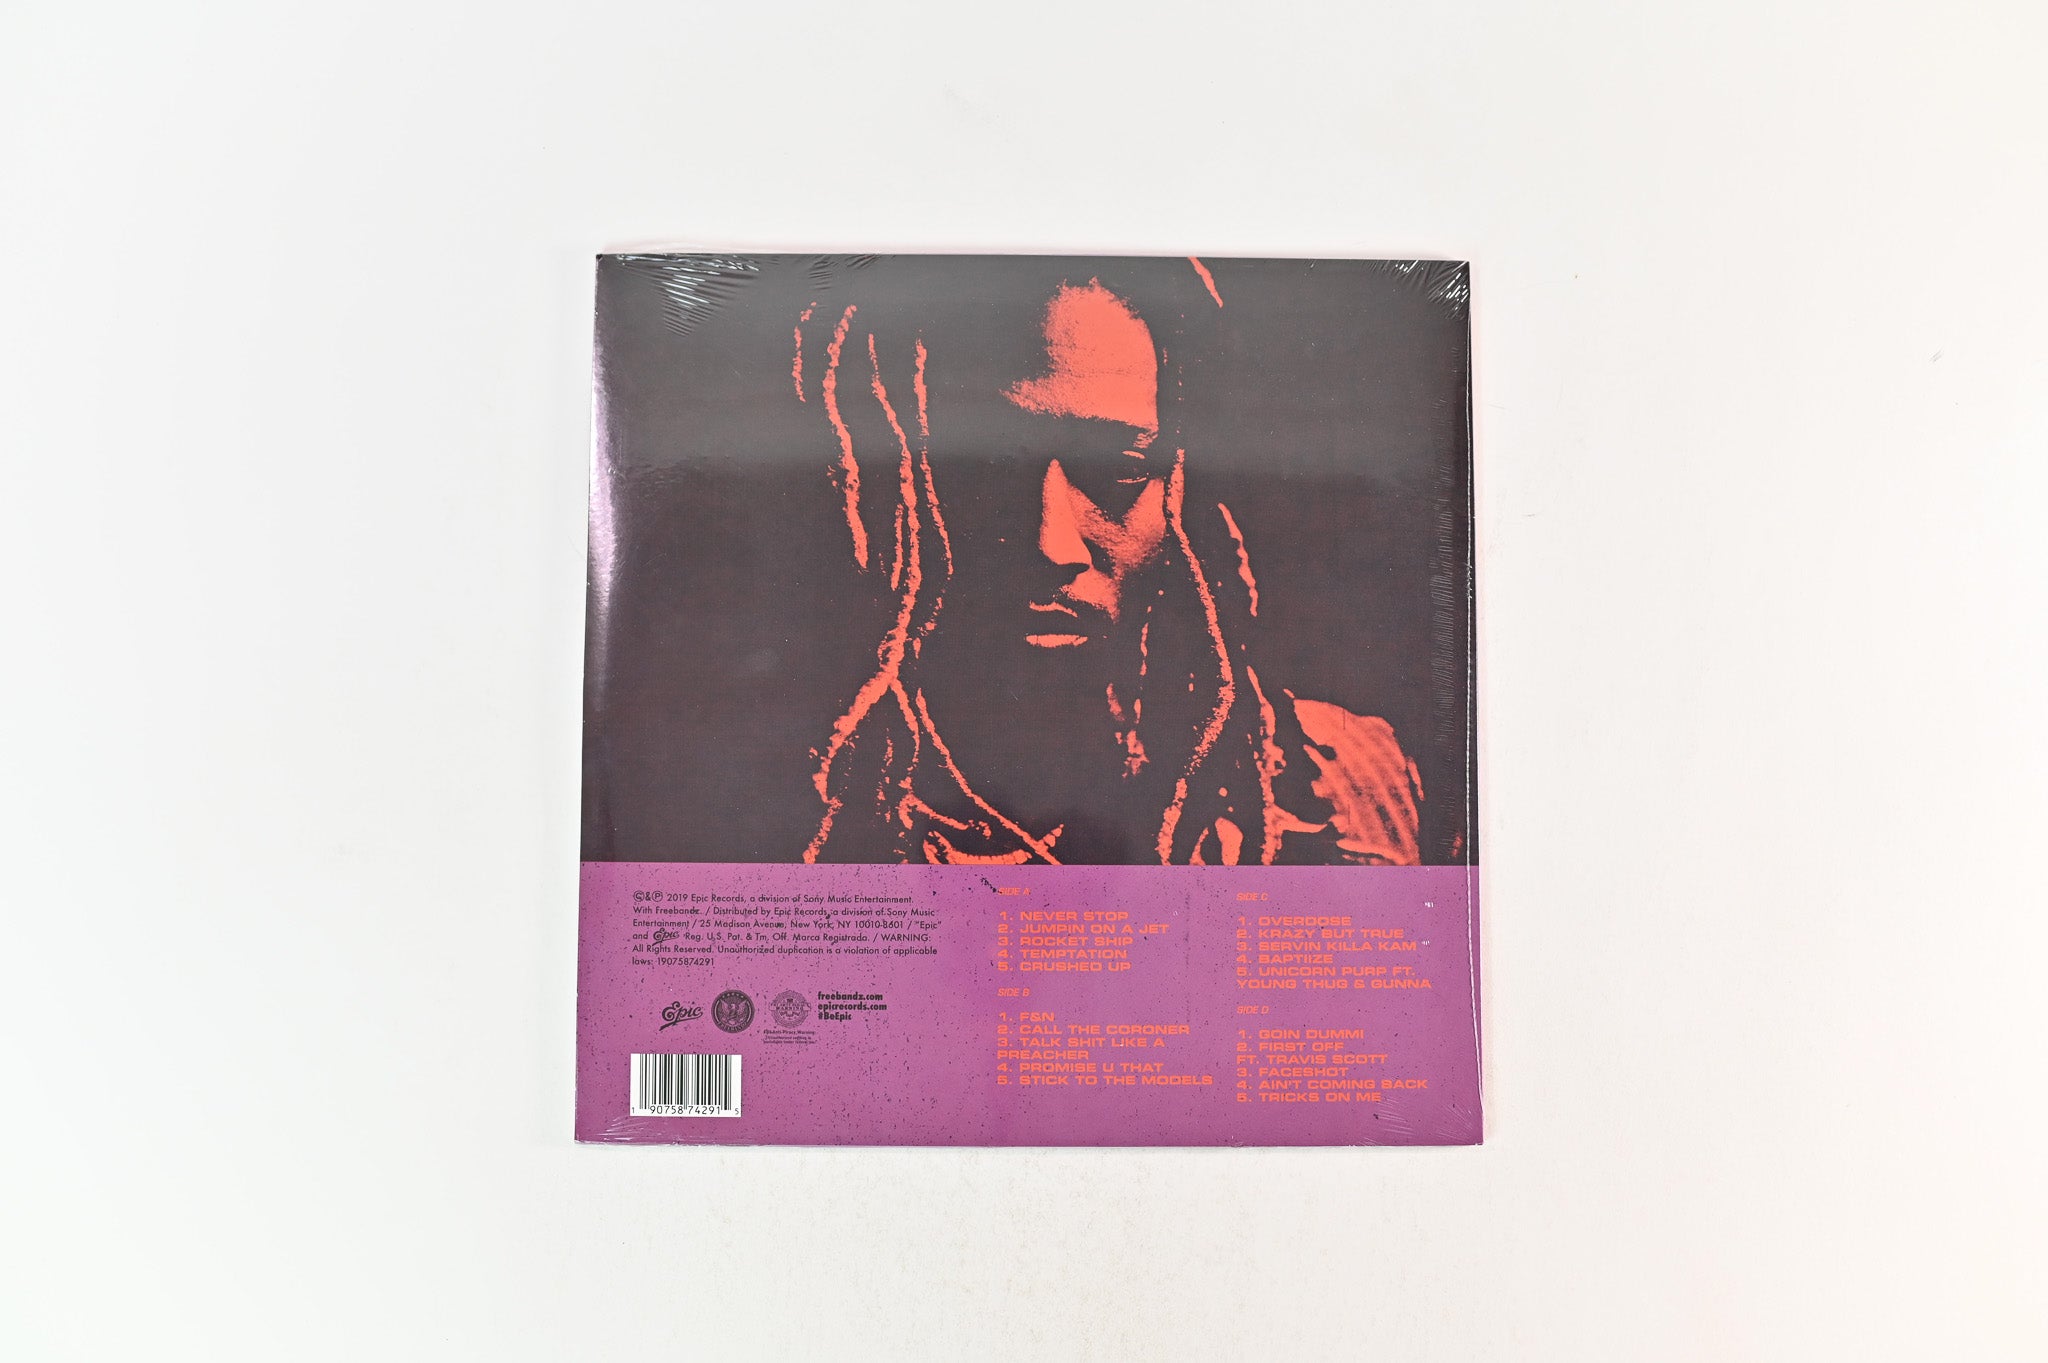 ©&℗ 2019 Epic Records, a division of Sony Music Entertainment.
With Freebandz. / Distributed by Epic Records, a division of Sony Music
Entertainment / 25 Madison Avenue, New York, NY 10010-8601 / "Epic"
and Epic Reg. U.S. Pat. & Tm. Off. Marca Registrada. / WARNING:
All Rights Reserved. Unauthorized duplication is a violation of applicable
laws: 19075874291
Epic
freebandz.com
epicrecords.com
#BeEpic
FBI Anti-Piracy Warning:
1 90758 74291 5
SIDE A
1. NEVER STOP
2. JUMPIN ON A JET
3. ROCKET SHIP
4. TEMPTATION
5. CRUSHED UP
SIDE B
1. F&N
2. CALL THE CORONER
3. TALK SHIT LIKE A
PREACHER
4. PROMISE U THAT
5. STICK TO THE MODELS
SIDE C
1. OVERDOSE
2. KRAZY BUT TRUE
3. SERVIN KILLA KAM
4. BAPTIIZE
5. UNICORN PURP FT.
YOUNG THUG & GUNNA
SIDE D
1. GOIN DUMMI
2. FIRST OFF
FT. TRAVIS SCOTT
3. FACESHOT
4. AIN'T COMING BACK
5. TRICKS ON ME